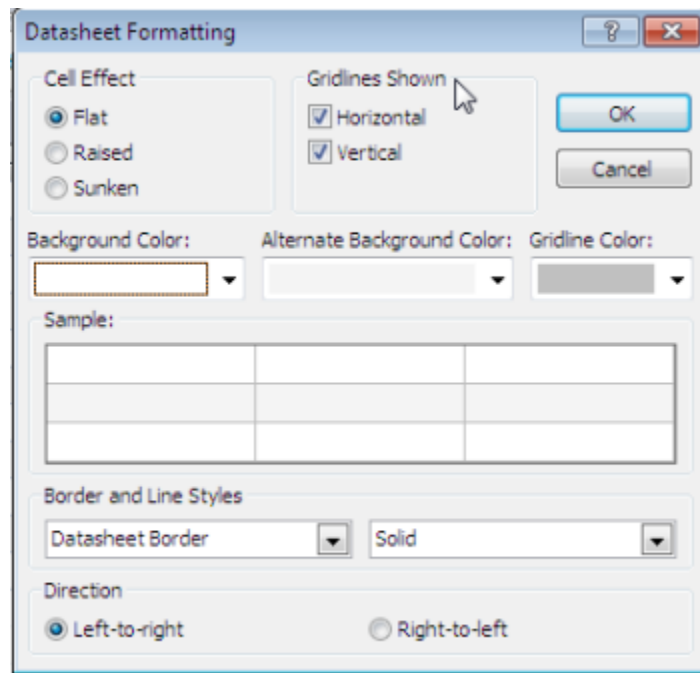 Datasheet Formatting
Cell Effect
Flat
Raised
Sunken
Gridlines Shown
Horizontal
Vertical
OK
Cancel
Background Color:
Alternate Background Color:
Gridline Color:
Sample:
Border and Line Styles
Datasheet Border
Solid
Direction
Left-to-right
Right-to-left